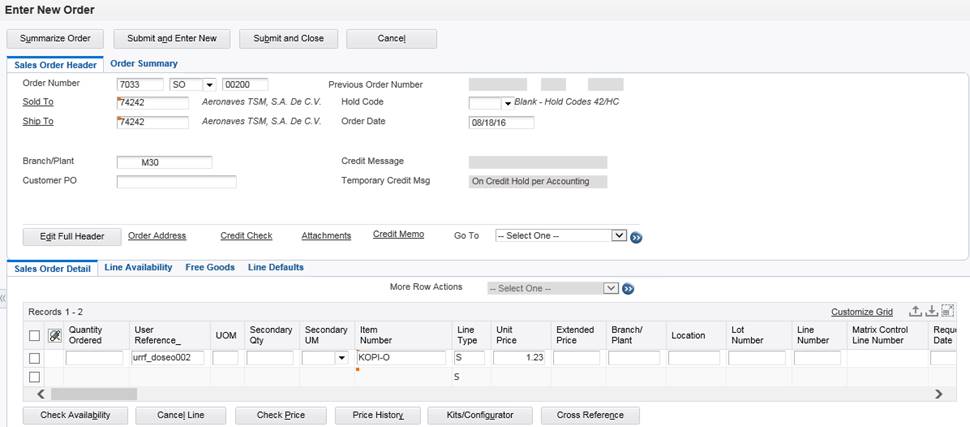 Enter New Order
Summarize Order Submit and Enter New Submit and Close Cancel
Sales Order Header Order Summary
Order Number 7033 SO 00200 Previous Order Number
Sold To 74242 Aeronaves TSM, S.A. De C.V. Hold Code Blank - Hold Codes 42/HC
Ship To 74242 Aeronaves TSM, S.A. De C.V. Order Date 08/18/16
Branch/Plant M30 Credit Message
Customer PO Temporary Credit Msg On Credit Hold per Accounting
Edit Full Header Order Address Credit Check Attachments Credit Memo Go To -- Select One --
Sales Order Detail Line Availability Free Goods Line Defaults
More Row Actions -- Select One --
Records 1 - 2 Customize Grid
Quantity User UOM Secondary Secondary Item Line Unit Extended Branch/ Location Lot Line Matrix Control Reque
Ordered Reference_ Qty UM Number Type Price Price Plant Number Number Line Number Date
urrf_doseo002 KOPI-O S 1.23
S
Check Availability Cancel Line Check Price Price History Kits/Configurator Cross Reference